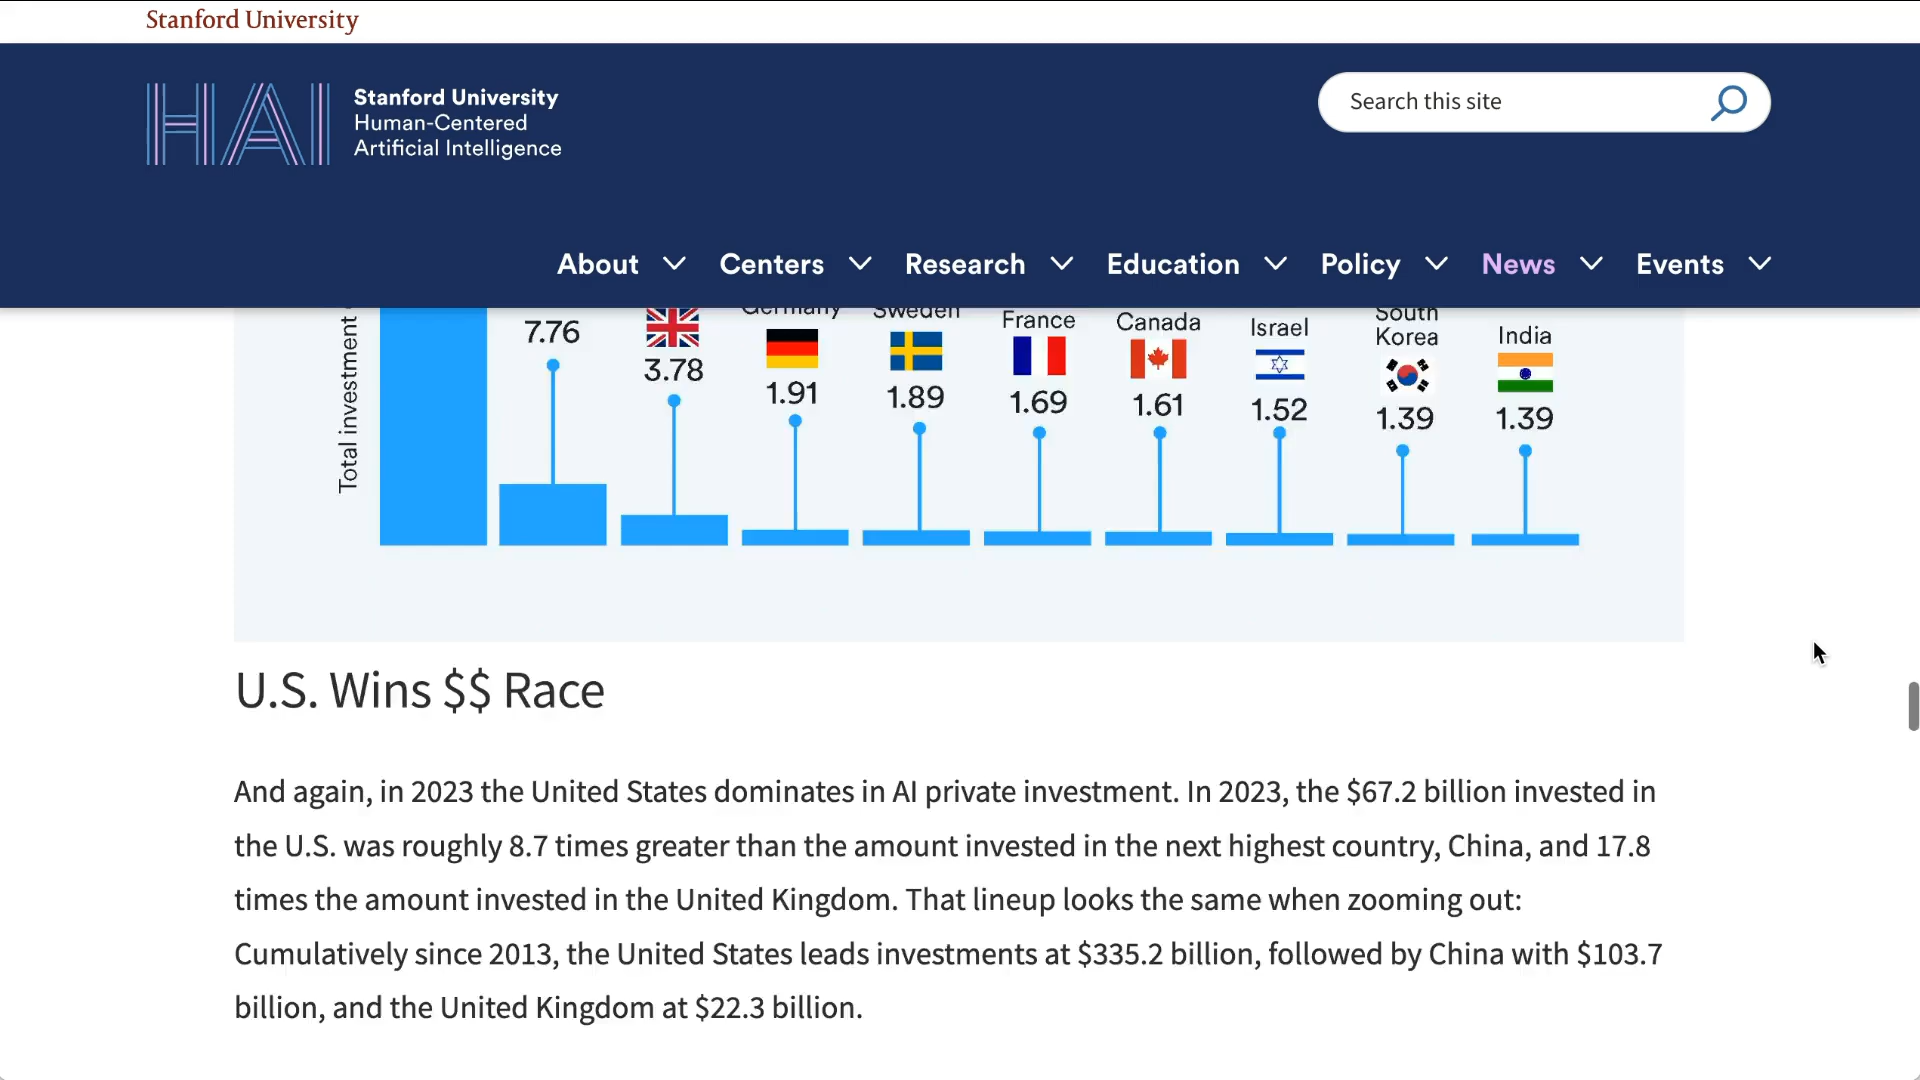 Stanford University
Stanford University
Human-Centered
Artificial Intelligence
Search this site
About
Centers
Research
Education
Policy
News
Events
Total investment
7.76
3.78
Germany
1.91
Sweden
1.89
France
1.69
Canada
1.61
Israel
1.52
South
Korea
1.39
India
1.39
U.S. Wins $$ Race
And again, in 2023 the United States dominates in AI private investment. In 2023, the $67.2 billion invested in
the U.S. was roughly 8.7 times greater than the amount invested in the next highest country, China, and 17.8
times the amount invested in the United Kingdom. That lineup looks the same when zooming out:
Cumulatively since 2013, the United States leads investments at $335.2 billion, followed by China with $103.7
billion, and the United Kingdom at $22.3 billion.